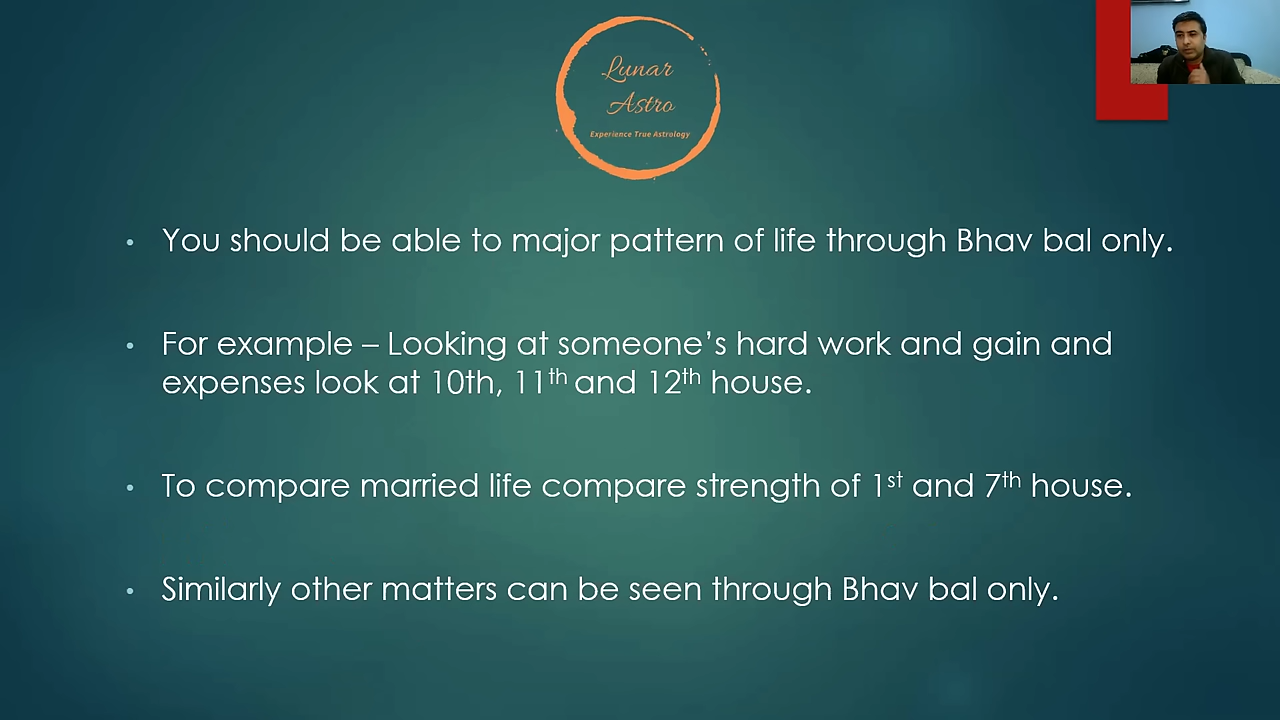 Lunar
Astro
Experience True Astrology
• You should be able to major pattern of life through Bhav bal only.
• For example – Looking at someone’s hard work and gain and
expenses look at 10th, 11th and 12th house.
• To compare married life compare strength of 1st and 7th house.
• Similarly other matters can be seen through Bhav bal only.